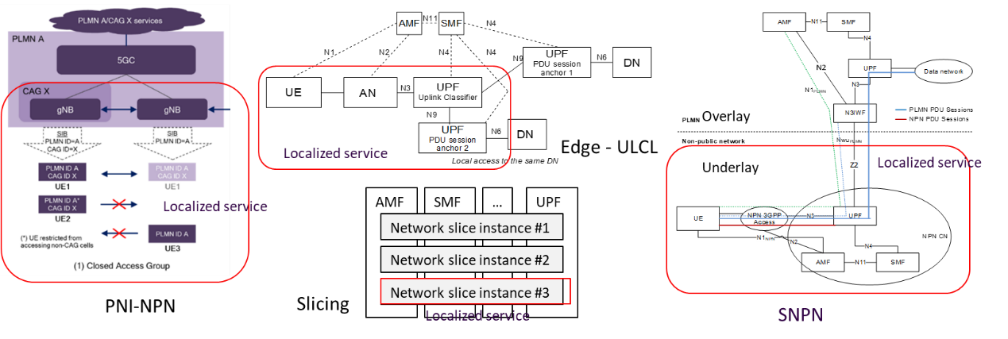 PLMN A/CAG X services
PLMN A
5GC
CAG X
gNB
gNB
SIB
PLMN ID=A
CAG ID=X
SIB
PLMN ID=A
PLMN ID A
CAG ID X
UE1
PLMN ID A
CAG ID X
UE1
PLMN ID A*
CAG ID X
UE2
Localized service
(*) UE restricted from
accessing non-CAG cells
PLMN ID A
UE3
(1) Closed Access Group
PNI-NPN
AMF
N11
SMF
N4
N1
N2
N4
N4
UE
AN
N3
UPF
Uplink Classifier
N9
UPF
PDU session
anchor 1
N6
DN
N9
UPF
PDU session
anchor 2
N6
DN
Localized service
Local access to the same DN
Edge - ULCL
AMF
SMF
...
UPF
Network slice instance #1
Network slice instance #2
Network slice instance #3
Localized service
Slicing
AMF
N11
SMF
N4
N2
UPF
Data network
N3
N1PLMN
N3IWF
PLMN PDU Sessions
NPN PDU Sessions
PLMN
Overlay
Non-public network
Underlay
N2
Localized service
UE
NPN 3GPP
Access
N3
UPF
NPN CN
N1NPN
N2
N4
AMF
N11
SMF
SNPN